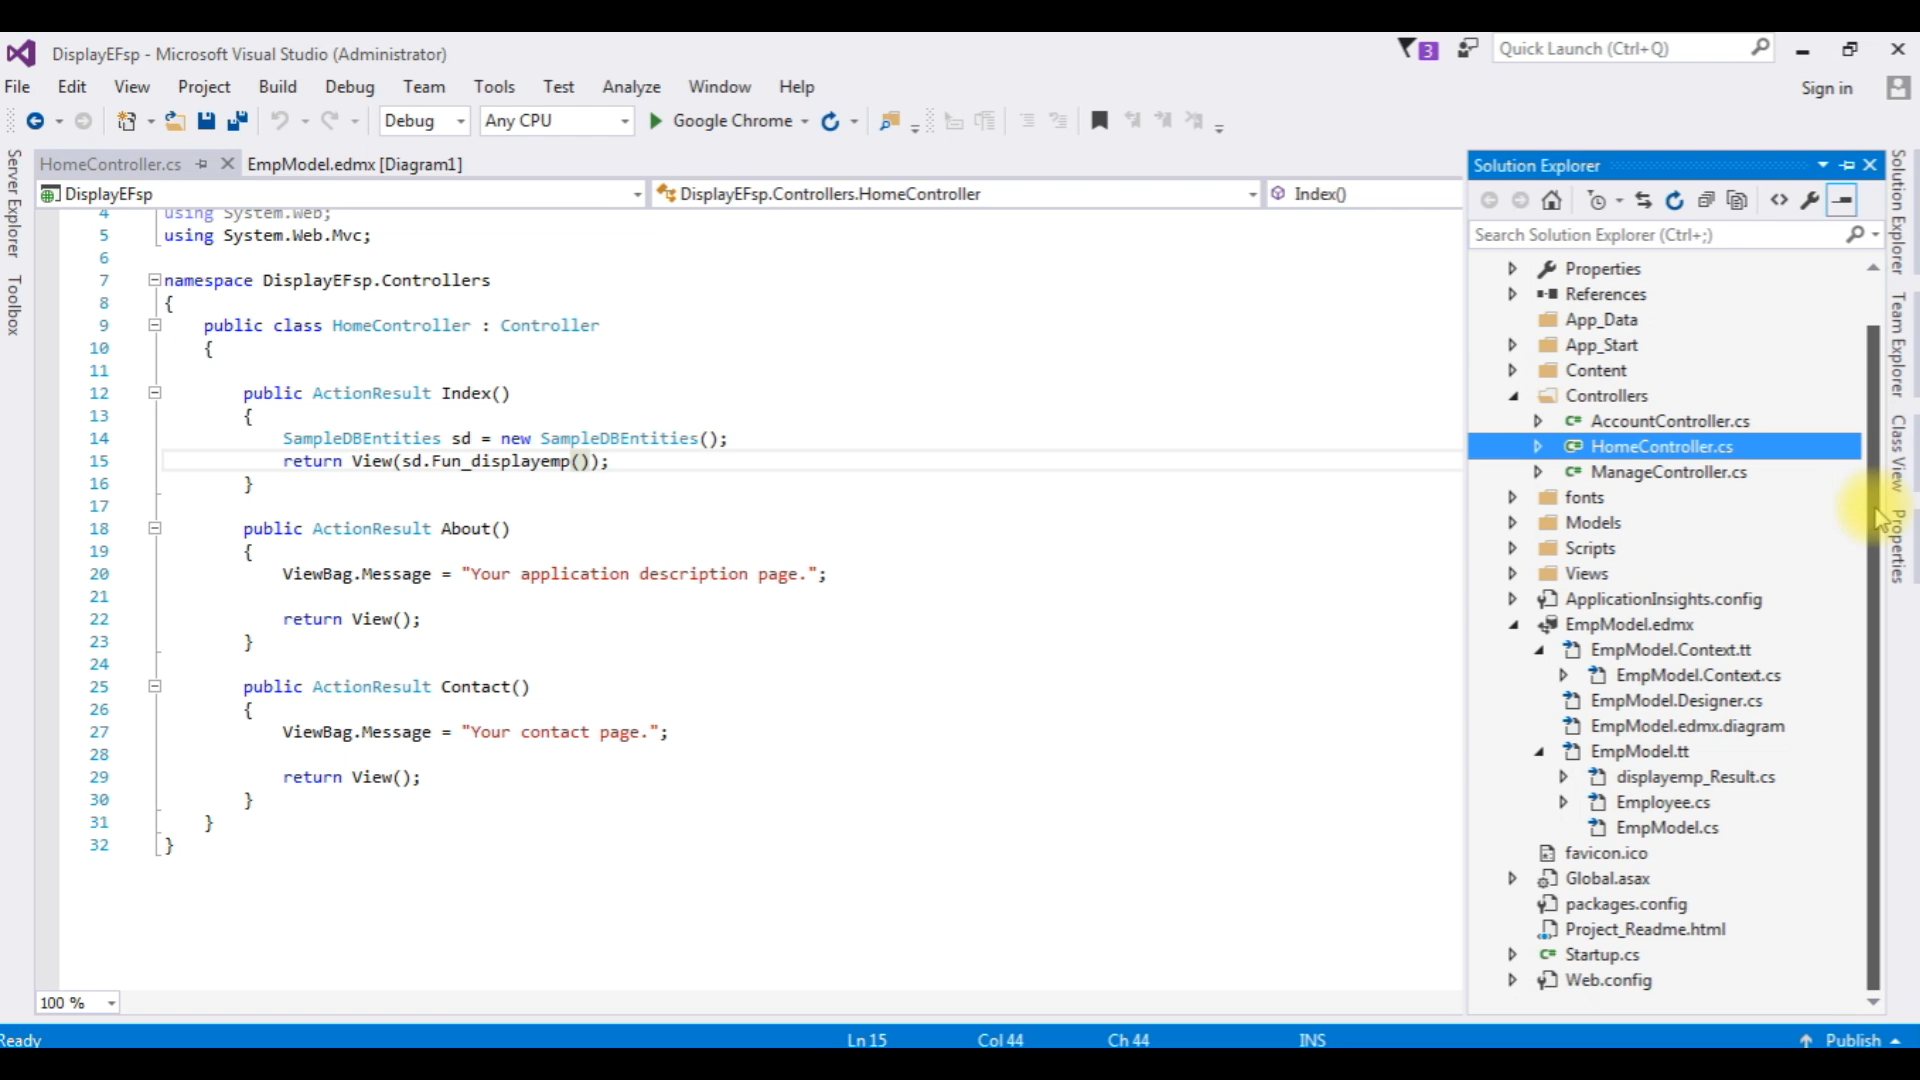 DisplayEFsp - Microsoft Visual Studio (Administrator)
3
Quick Launch (Ctrl+Q)
File Edit View Project Build Debug Team Tools Test Analyze Window Help
Sign in
Debug Any CPU Google Chrome
HomeController.cs EmpModel.edmx [Diagram1]
DisplayEFsp DisplayEFsp.Controllers.HomeController Index()
Server Explorer
Toolbox
4 using System.Web;
5 using System.Web.Mvc;
6
7 namespace DisplayEFsp.Controllers
8 {
9 public class HomeController : Controller
10 {
11
12 public ActionResult Index()
13 {
14 SampleDBEntities sd = new SampleDBEntities();
15 return View(sd.Fun_displayemp());
16 }
17
18 public ActionResult About()
19 {
20 ViewBag.Message = "Your application description page.";
21
22 return View();
23 }
24
25 public ActionResult Contact()
26 {
27 ViewBag.Message = "Your contact page.";
28
29 return View();
30 }
31 }
32 }
100 %
Solution Explorer
Search Solution Explorer (Ctrl+;)
Properties
References
App_Data
App_Start
Content
Controllers
AccountController.cs
HomeController.cs
ManageController.cs
fonts
Models
Scripts
Views
ApplicationInsights.config
EmpModel.edmx
EmpModel.Context.tt
EmpModel.Context.cs
EmpModel.Designer.cs
EmpModel.edmx.diagram
EmpModel.tt
displayemp_Result.cs
Employee.cs
EmpModel.cs
favicon.ico
Global.asax
packages.config
Project_Readme.html
Startup.cs
Web.config
Solution Explorer
Team Explorer
Class View
Properties
Ready Ln 15 Col 44 Ch 44 INS Publish